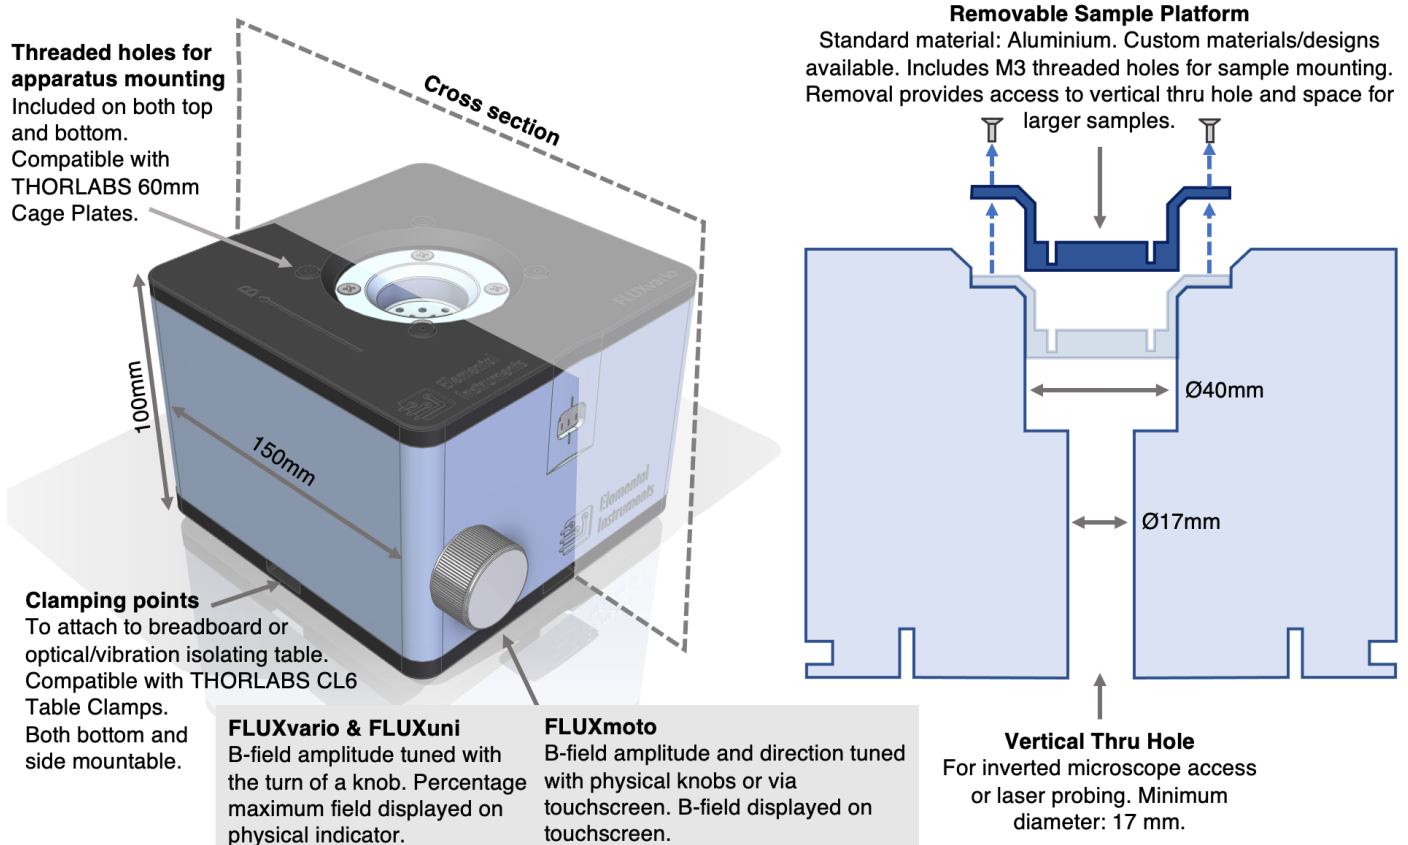 Threaded holes for
apparatus mounting
Included on both top
and bottom.
Compatible with
THORLABS 60mm
Cage Plates.
Cross section
B
FLUXvario
Elemental
Instruments
100mm
150mm
Elemental
Instruments
Clamping points
To attach to breadboard or
optical/vibration isolating table.
Compatible with THORLABS CL6
Table Clamps.
Both bottom and
side mountable.
FLUXvario & FLUXuni
B-field amplitude tuned with
the turn of a knob. Percentage
maximum field displayed on
physical indicator.
FLUXmoto
B-field amplitude and direction tuned
with physical knobs or via
touchscreen. B-field displayed on
touchscreen.
Removable Sample Platform
Standard material: Aluminium. Custom materials/designs
available. Includes M3 threaded holes for sample mounting.
Removal provides access to vertical thru hole and space for
larger samples.
Ø40mm
Ø17mm
Vertical Thru Hole
For inverted microscope access
or laser probing. Minimum
diameter: 17 mm.